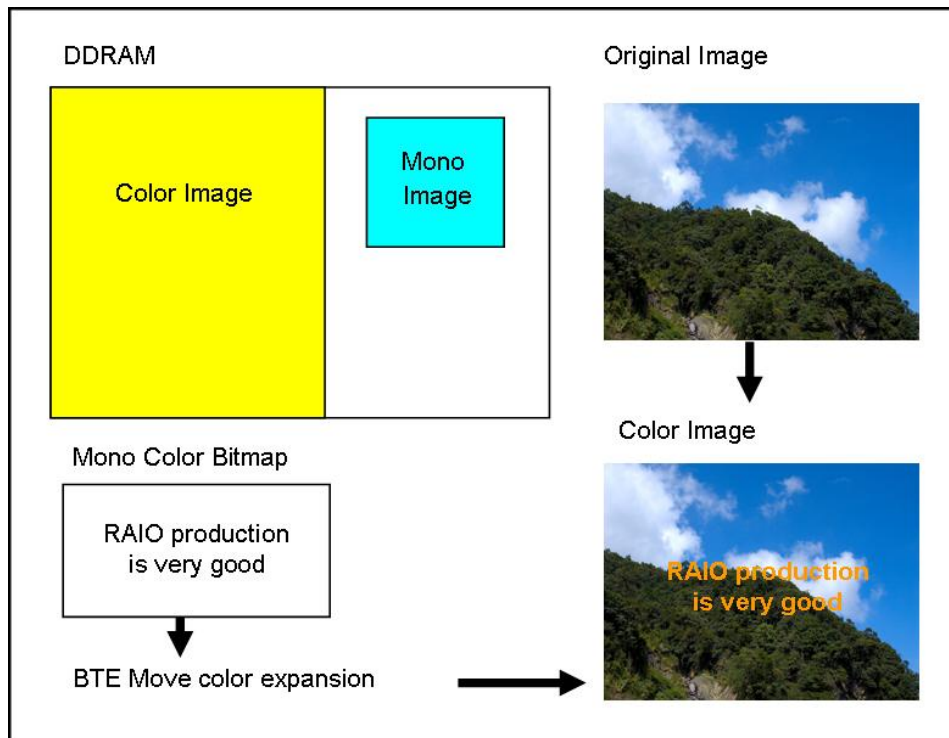 DDRAM
Original Image
Color Image
Mono
Image
Color Image
Mono Color Bitmap
RAIO production
is very good
RAIO production
is very good
BTE Move color expansion